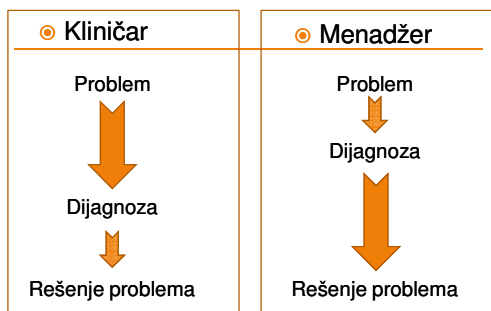 Kliničar
Problem
Dijagnoza
Rešenje problema
Menadžer
Problem
Dijagnoza
Rešenje problema